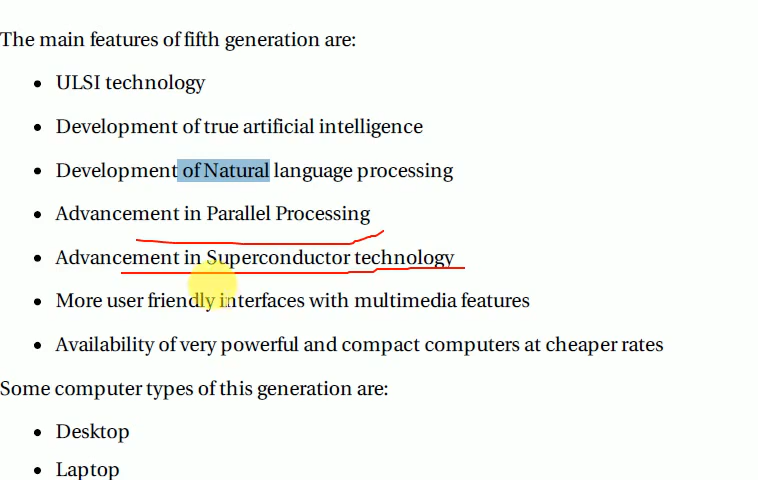 The main features of fifth generation are:
• ULSI technology
• Development of true artificial intelligence
• Development of Natural language processing
• Advancement in Parallel Processing
• Advancement in Superconductor technology
• More user friendly interfaces with multimedia features
• Availability of very powerful and compact computers at cheaper rates
Some computer types of this generation are:
• Desktop
• Laptop